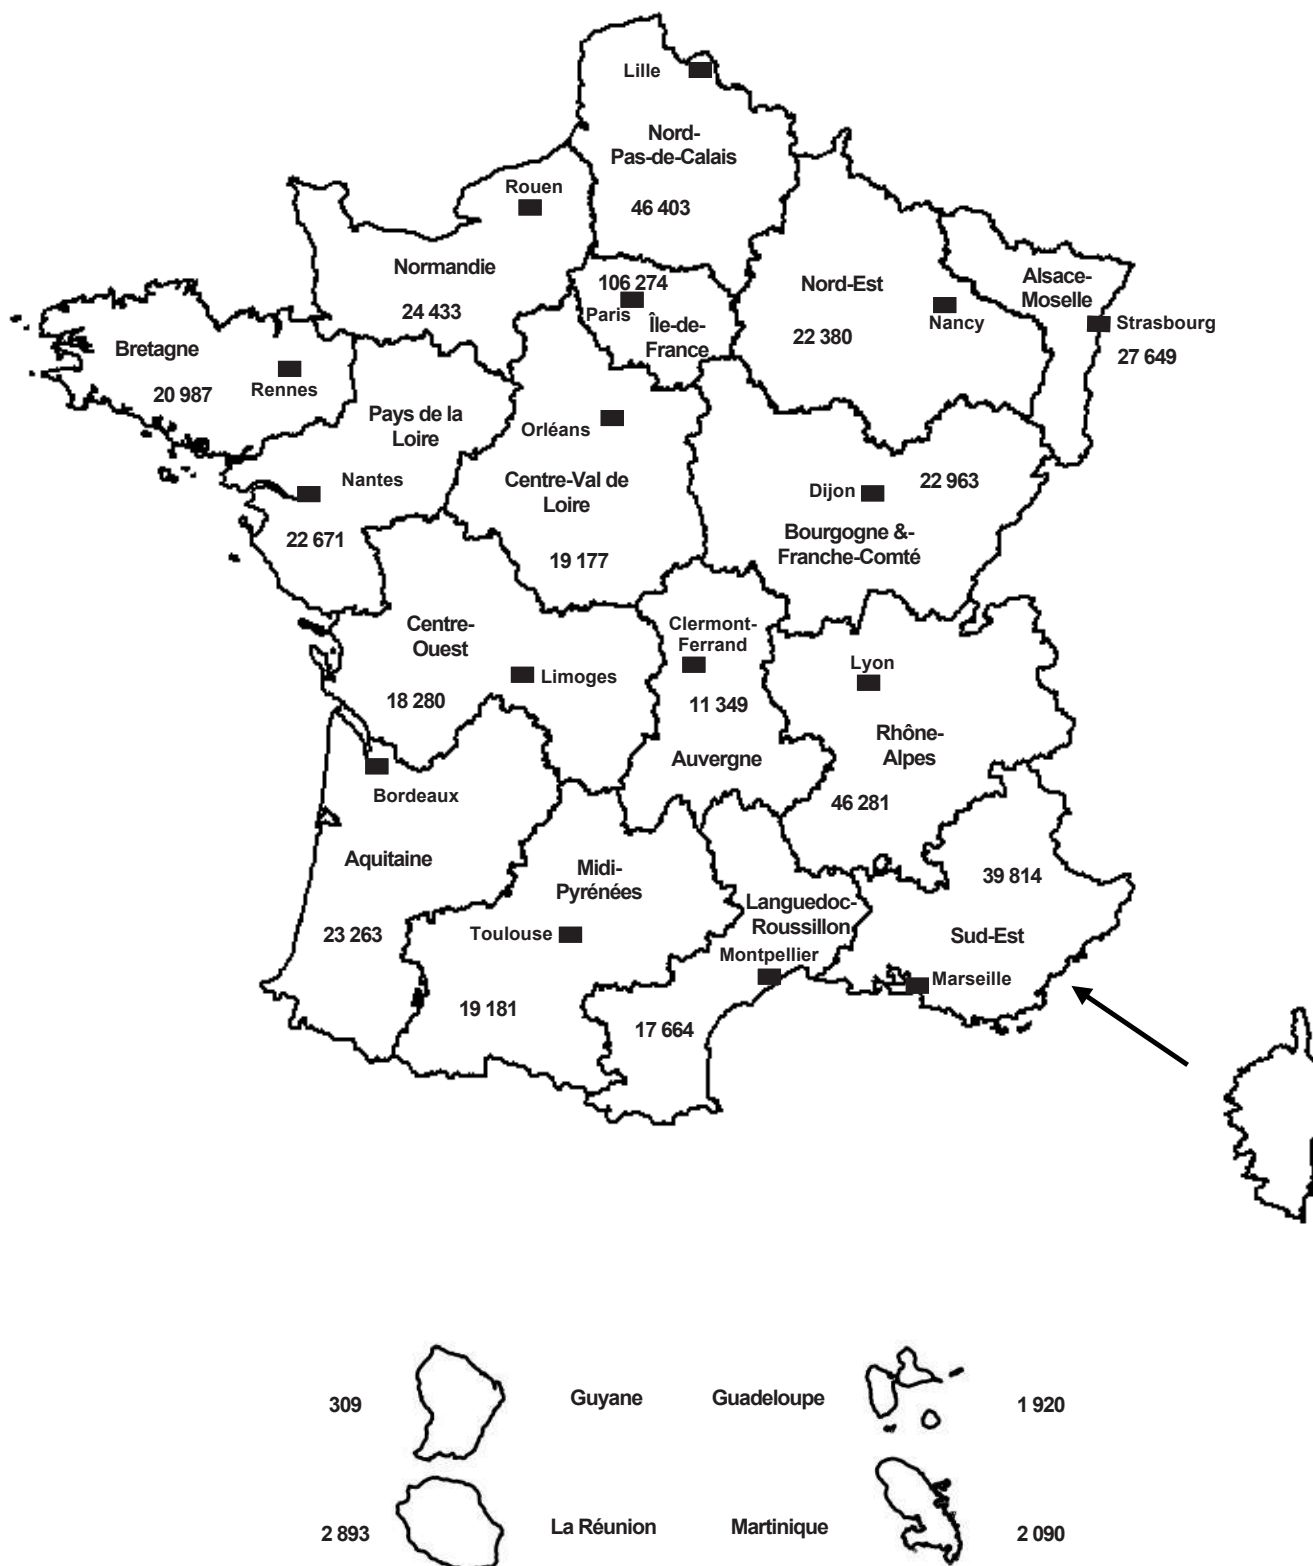 Lille
Nord-
Pas-de-Calais
46 403
Rouen
Normandie
24 433
106 274
Paris
Île-de-
France
Nord-Est
22 380
Nancy
Alsace-
Moselle
Strasbourg
27 649
Bretagne
20 987
Rennes
Pays de la
Loire
Nantes
22 671
Orléans
Centre-Val de
Loire
19 177
Dijon
22 963
Bourgogne &-
Franche-Comté
Centre-
Ouest
18 280
Limoges
Clermont-
Ferrand
11 349
Auvergne
Lyon
Rhône-
Alpes
46 281
Bordeaux
Aquitaine
23 263
Midi-
Pyrénées
Toulouse
19 181
Languedoc-
Roussillon
Montpellier
17 664
39 814
Sud-Est
Marseille
309
Guyane
Guadeloupe
1 920
2 893
La Réunion
Martinique
2 090